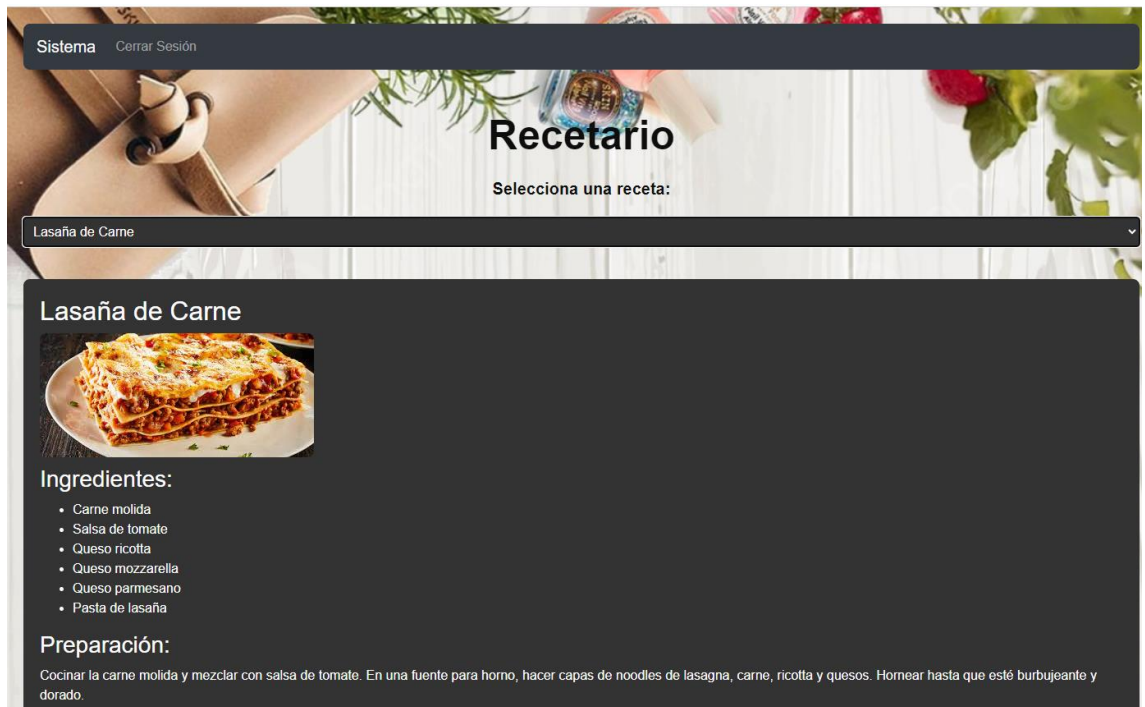 Sistema Cerrar Sesión
SKIN
Recetario
Selecciona una receta:
Lasaña de Carne
Lasaña de Carne
Ingredientes:
Carne molida
Salsa de tomate
Queso ricotta
Queso mozzarella
Queso parmesano
Pasta de lasaña
Preparación:
Cocinar la carne molida y mezclar con salsa de tomate. En una fuente para horno, hacer capas de noodles de lasagna, carne, ricotta y quesos. Hornear hasta que esté burbujeante y
dorado.